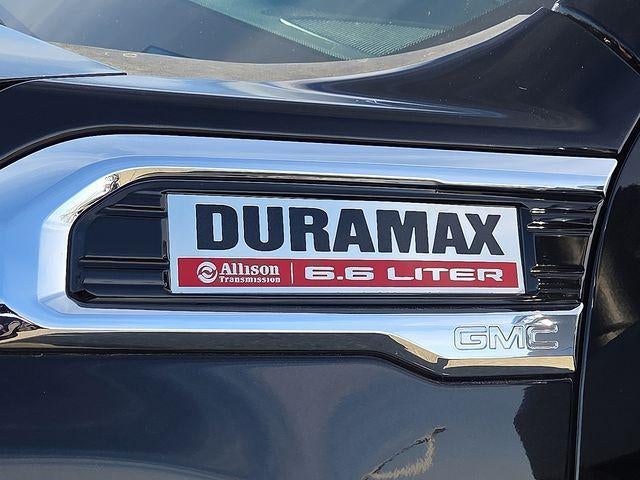 DURAMAX
Allison Transmission 6.6 LITER
GMC